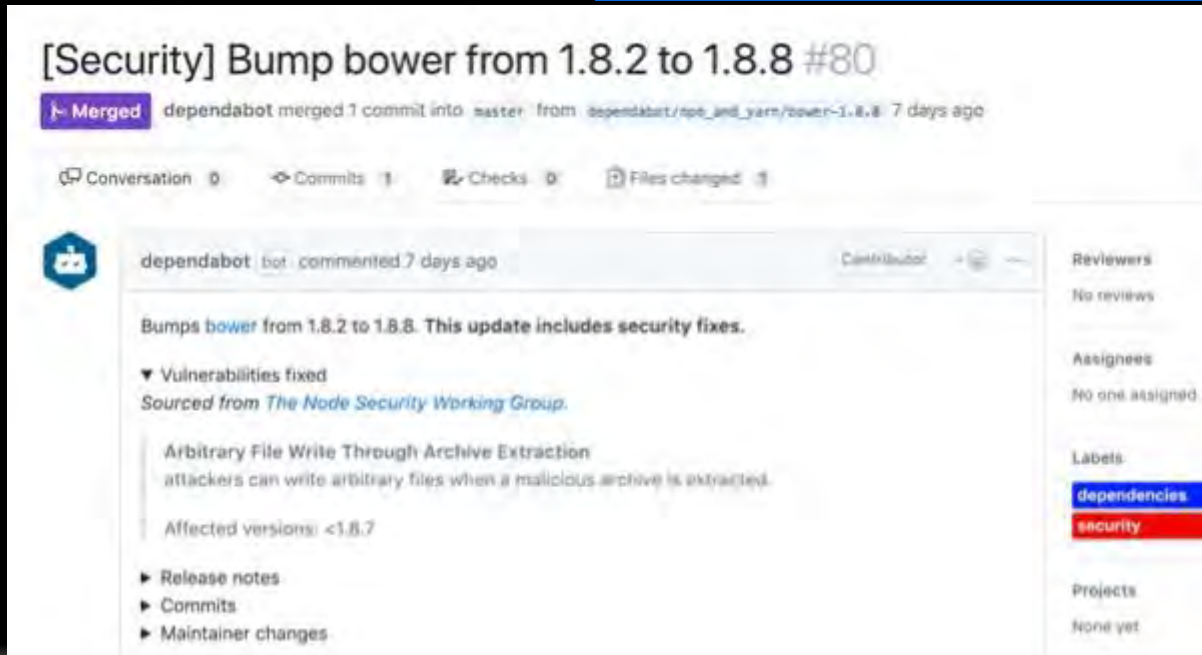 [Security] Bump bower from 1.8.2 to 1.8.8 #80
Merged dependabot merged 1 commit into master from dependabot/npm_and_yarn/bower-1.8.8 7 days ago
Conversation 0 Commits 1 Checks 0 Files changed 1
dependabot bot commented 7 days ago Contributor
Reviewers
No reviews
Bumps bower from 1.8.2 to 1.8.8. This update includes security fixes.
Assignees
No one assigned
▼ Vulnerabilities fixed
Sourced from The Node Security Working Group.
Arbitrary File Write Through Archive Extraction
attackers can write arbitrary files when a malicious archive is extracted.
Affected versions: <1.8.7
Labels
dependencies
security
► Release notes
► Commits
► Maintainer changes
Projects
None yet